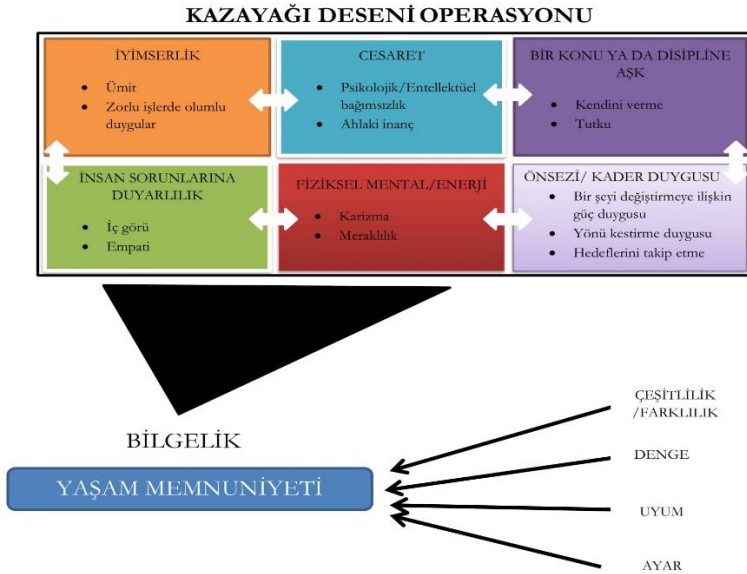 KAZAYAĞI DESENİ OPERASYONU
İYİMSERLİK
• Ümit
• Zorlu işlerde olumlu
duygular
CESARET
• Psikolojik/Entellektüel
bağımsızlık
• Ahlaki inanç
BİR KONU YA DA DİSİPLİNE
AŞK
• Kendini verme
• Tutku
İNSAN SORUNLARINA
DUYARLILIK
• İç görü
• Empati
FİZİKSEL MENTAL/ENERJİ
• Karizma
• Meraklılık
ÖNSEZİ/ KADER DUYGUSU
• Bir şeyi değiştirmeye ilişkin
güç duygusu
• Yönü kestirme duygusu
• Hedeflerini takip etme
BİLGELİK
YAŞAM MEMNUNİYETİ
ÇEŞİTLİLİK
/FARKLILIK
DENGE
UYUM
AYAR